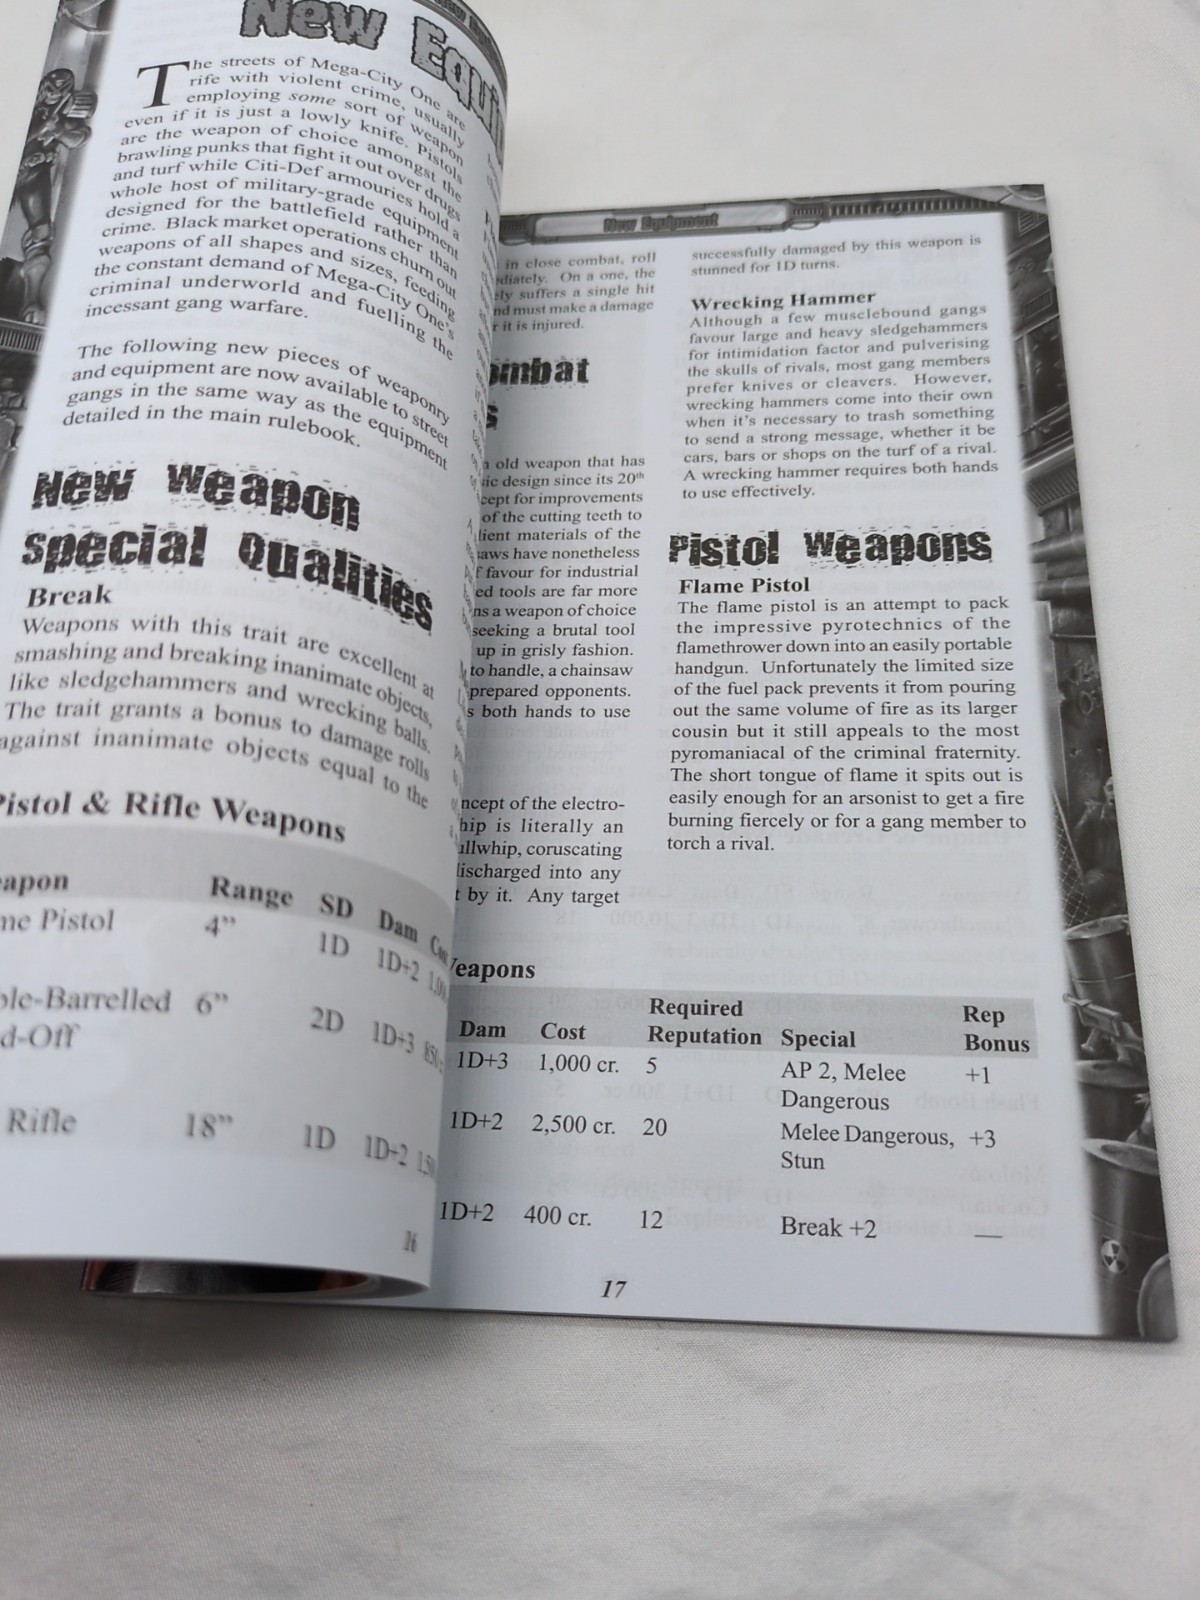 New
The streets of Mega-City One are
rife with violent crime, usually
employing some sort of weapon
even if it is just a lowly knife. Pistols
are the weapon of choice amongst the
brawling punks that fight it out over drugs
and turf while Citi-Def armouries hold a
whole host of military-grade equipment
designed for the battlefield rather than
crime. Black market operations churn out
weapons of all shapes and sizes, feeding
the constant demand of Mega-City One's
criminal underworld and fuelling the
incessant gang warfare.
The following new pieces of weaponry
and equipment are now available to street
gangs in the same way as the equipment
detailed in the main rulebook.
New Weapon
Special Qualities
Break
Weapons with this trait are excellent at
smashing and breaking inanimate objects,
like sledgehammers and wrecking balls.
The trait grants a bonus to damage rolls
against inanimate objects equal to the
Pistol & Rifle Weapons
Range SD Dam
Pistol 4” 1D 1D+2
-Barrelled 6” 2D 1D+3
-Off
Rifle 18” 1D 1D+2
16
New Equipment
in close combat, roll
On a one, the
suffers a single hit
must make a damage
it is injured.
old weapon that has
design since its 20th
for improvements
of the cutting teeth to
materials of the
have nonetheless
favour for industrial
tools are far more
a weapon of choice
seeking a brutal tool
up in grisly fashion.
to handle, a chainsaw
prepared opponents.
both hands to use
of the electro-
is literally an
coruscating
discharged into any
by it. Any target
successfully damaged by this weapon is
stunned for 1D turns.
Wrecking Hammer
Although a few musclebound gangs
favour large and heavy sledgehammers
for intimidation factor and pulverising
the skulls of rivals, most gang members
prefer knives or cleavers. However,
wrecking hammers come into their own
when it's necessary to trash something
to send a strong message, whether it be
cars, bars or shops on the turf of a rival.
A wrecking hammer requires both hands
to use effectively.
Pistol Weapons
Flame Pistol
The flame pistol is an attempt to pack
the impressive pyrotechnics of the
flamethrower down into an easily portable
handgun. Unfortunately the limited size
of the fuel pack prevents it from pouring
out the same volume of fire as its larger
cousin but it still appeals to the most
pyromaniacal of the criminal fraternity.
The short tongue of flame it spits out is
easily enough for an arsonist to get a fire
burning fiercely or for a gang member to
torch a rival.
Weapons
Dam Cost Required Reputation Special Rep Bonus
1D+3 1,000 cr. 5 AP 2, Melee +1
Dangerous
1D+2 2,500 cr. 20 Melee Dangerous, +3
Stun
1D+2 400 cr. 12 Break +2 —
17